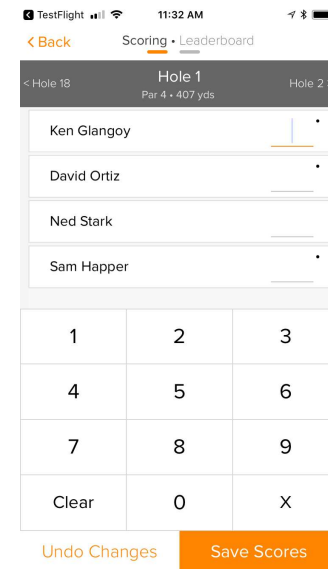 TestFlight 11:32 AM
< Back Scoring • Leaderboard
< Hole 18 Hole 1 Hole 2 >
Par 4 • 407 yds
Ken Glangoy
David Ortiz
Ned Stark
Sam Happer
1 2 3
4 5 6
7 8 9
Clear 0 X
Undo Changes Save Scores